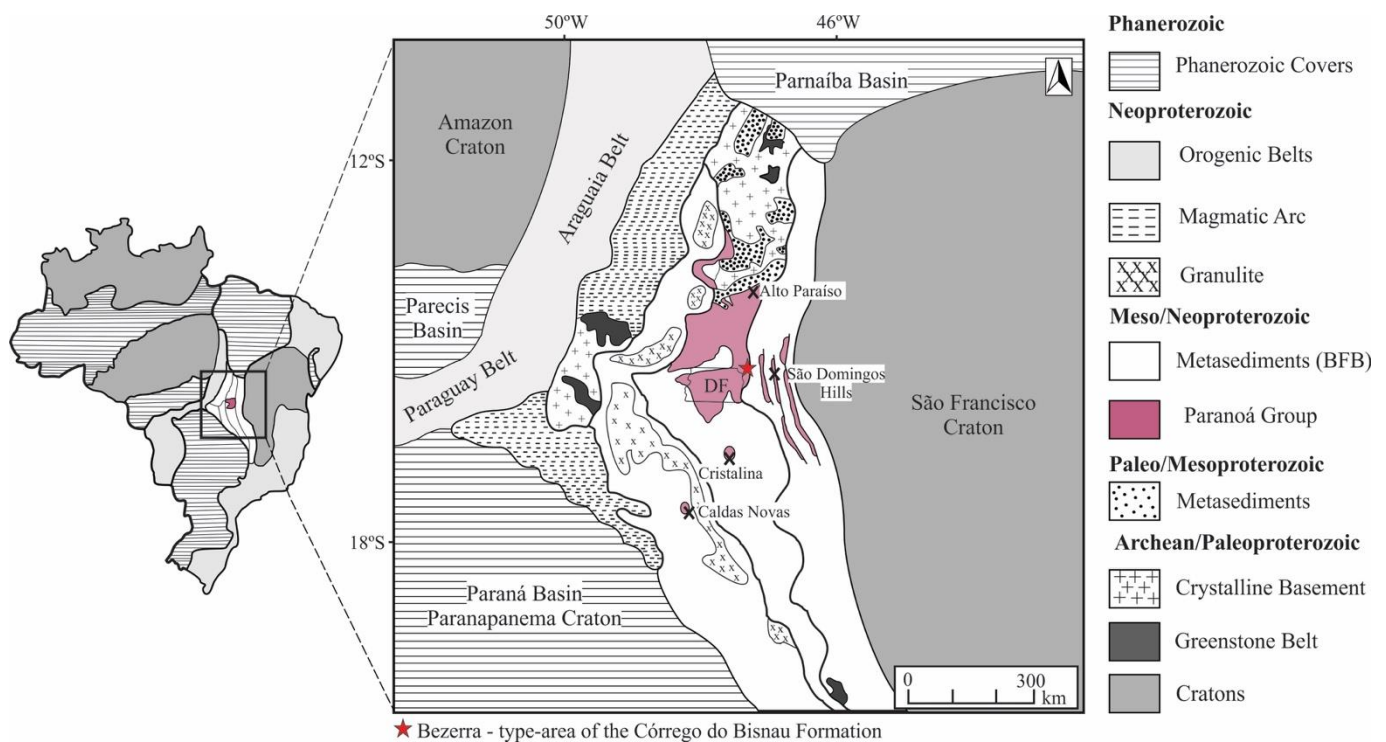 50ºW
46ºW
Parnaíba Basin
Amazon
Craton
12ºS
Araguaia Belt
Alto Paraíso
Parecis
Basin
Paraguay Belt
DF
São Domingos
Hills
São Francisco
Craton
Cristalina
Caldas Novas
18ºS
Paraná Basin
Paranapanema Craton
0
300
km
★ Bezerra - type-area of the Córrego do Bisnau Formation
Phanerozoic
Phanerozoic Covers
Neoproterozoic
Orogenic Belts
Magmatic Arc
Granulite
Meso/Neoproterozoic
Metasediments (BFB)
Paranoá Group
Paleo/Mesoproterozoic
Metasediments
Archean/Paleoproterozoic
Crystalline Basement
Greenstone Belt
Cratons